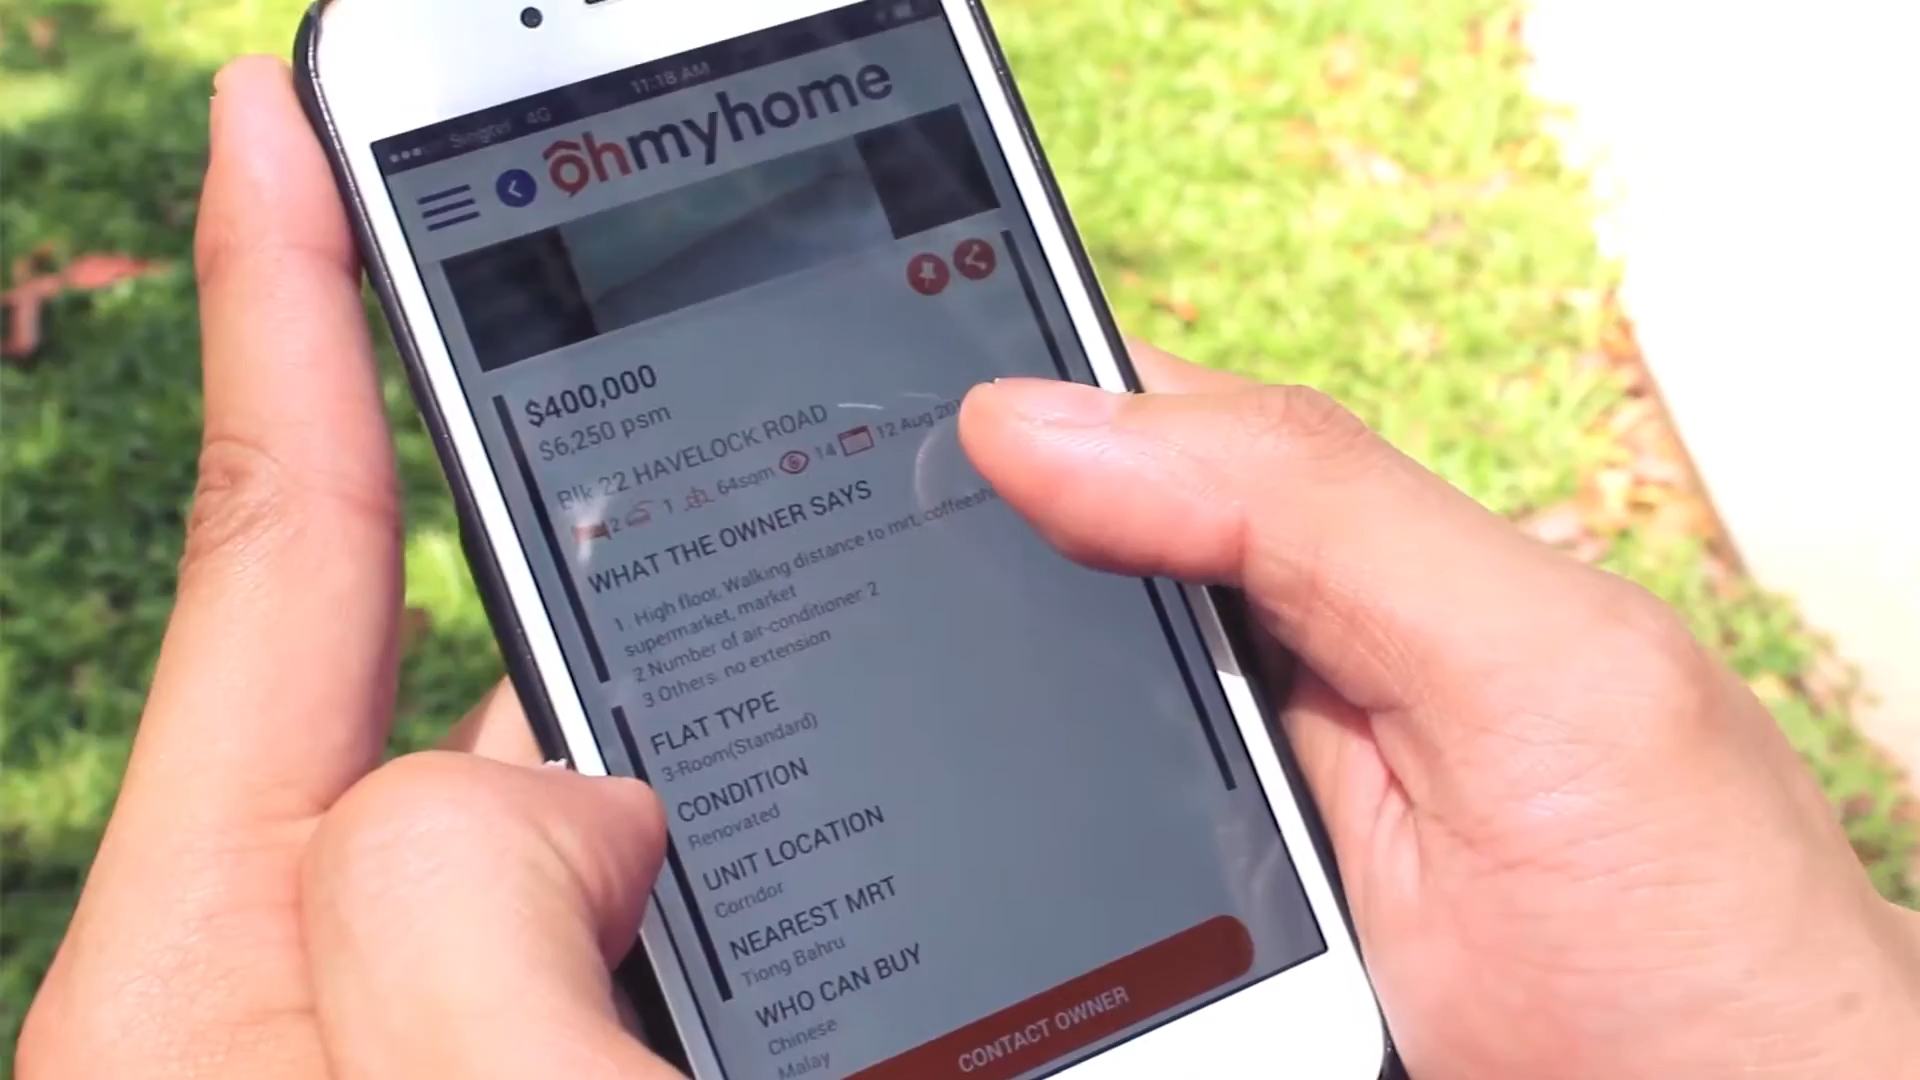 Singtel 4G 11:18 AM
ohmyhome
$400,000
$6,250 psm
Blk 22 HAVELOCK ROAD
2 1 64sqm 14 12 Aug
WHAT THE OWNER SAYS
1. High floor, Walking distance to mrt,
supermarket, market
2 Number of air-conditioner: 2
3 Others: no extension
FLAT TYPE
3-Room(Standard)
CONDITION
Renovated
UNIT LOCATION
Corridor
NEAREST MRT
Tiong Bahru
WHO CAN BUY
Chinese
Malay
CONTACT OWNER